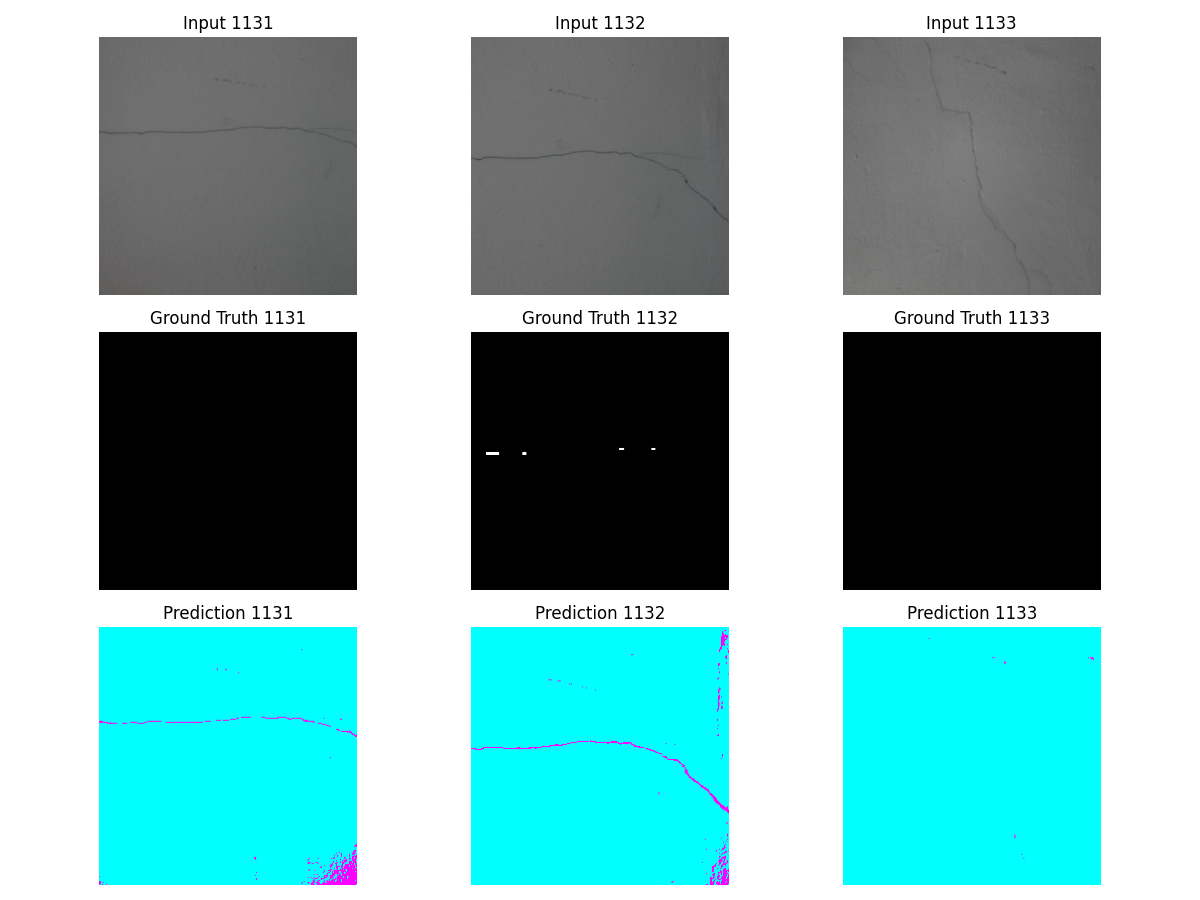 Input 1131
Input 1132
Input 1133
Ground Truth 1131
Ground Truth 1132
Ground Truth 1133
Prediction 1131
Prediction 1132
Prediction 1133